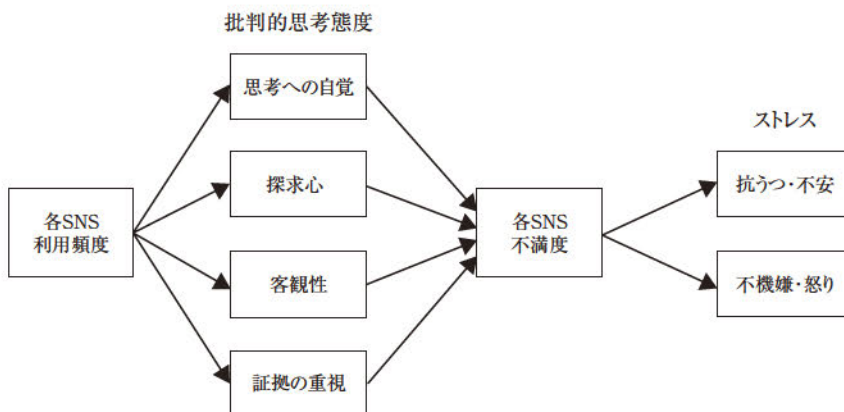 批判的思考態度
思考への自覚
ストレス
探求心
抗うつ・不安
各SNS
利用頻度
各SNS
不満度
客観性
不機嫌・怒り
証拠の重視